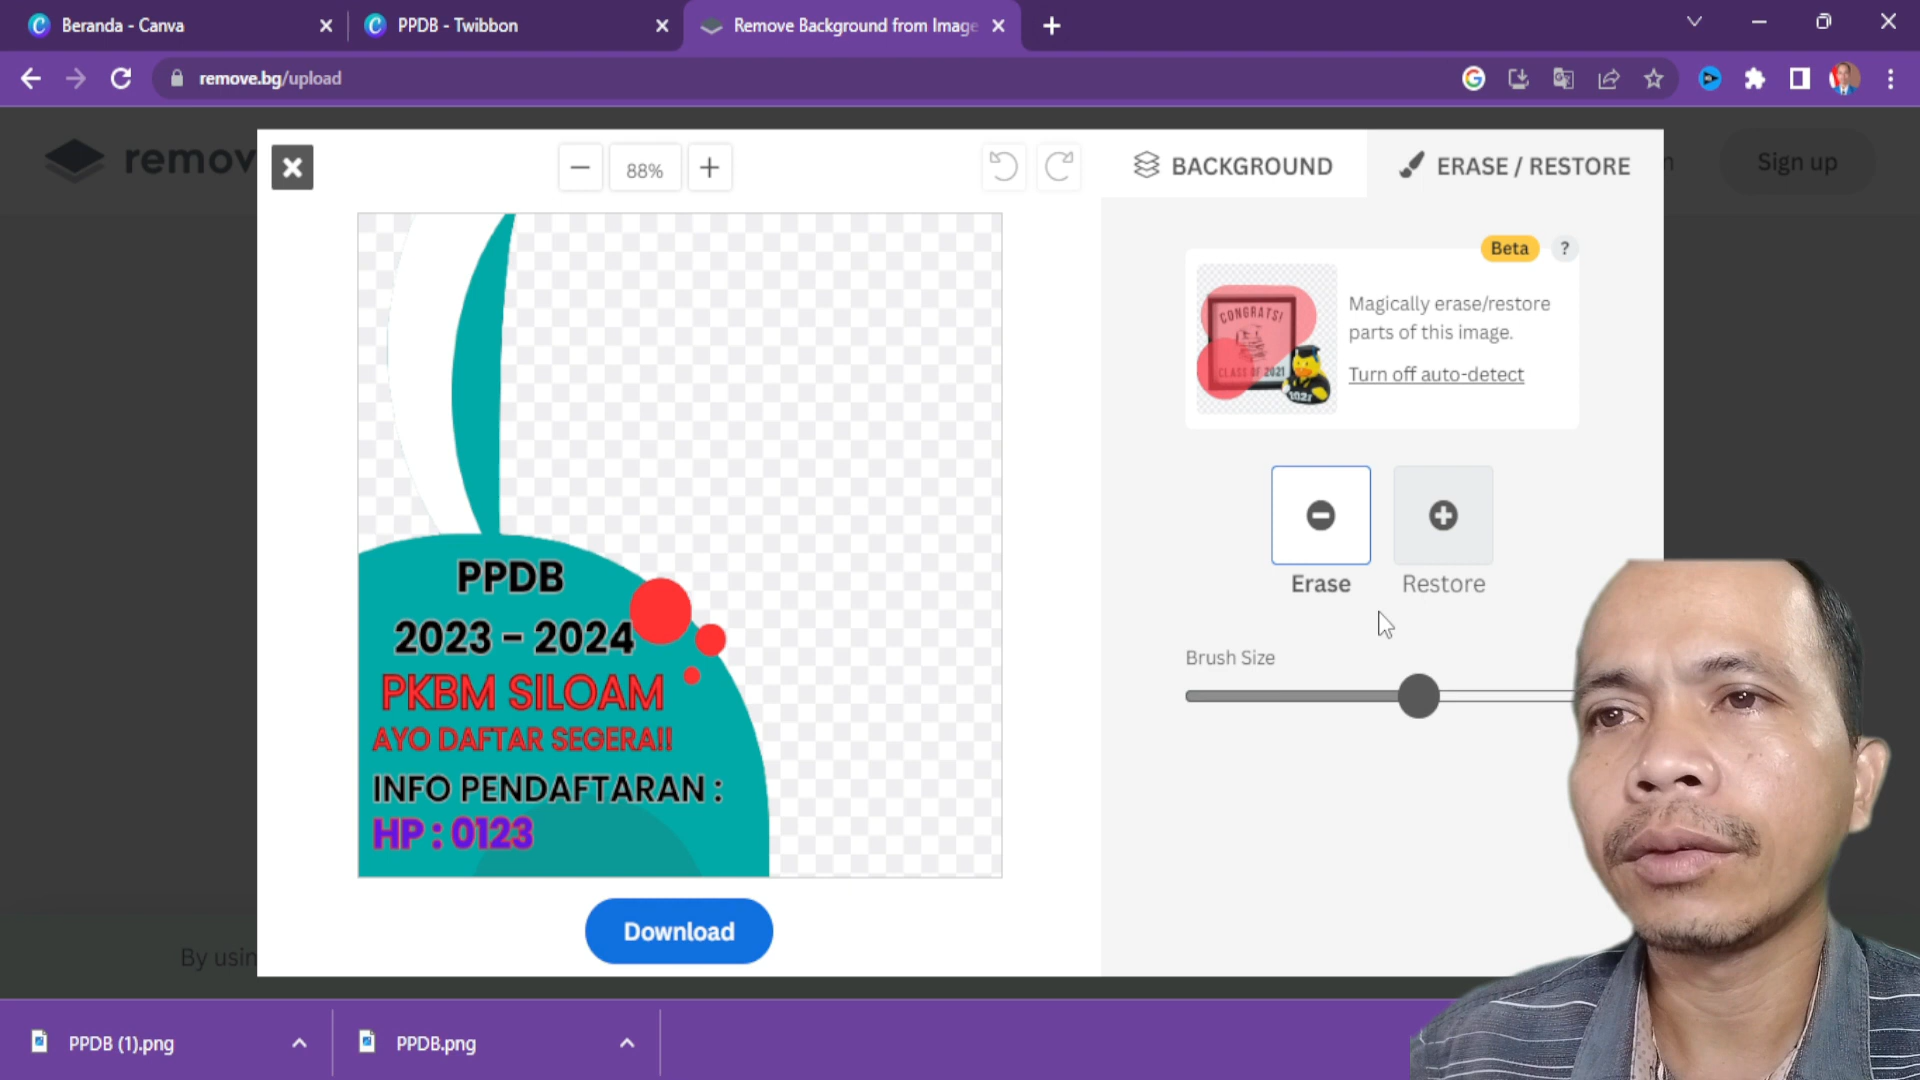 Beranda - Canva
PPDB - Twibbon
Remove Background from Image
remove.bg/upload
remov
Sign up
88%
BACKGROUND
ERASE / RESTORE
Beta
?
CONGRATS!
CLASS OF 2021
Magically erase/restore
parts of this image.
Turn off auto-detect
Erase
Restore
Brush Size
PPDB
2023 – 2024
PKBM SILOAM
AYO DAFTAR SEGERA!!
INFO PENDAFTARAN :
HP : 0123
Download
By usin
PPDB (1).png
PPDB.png